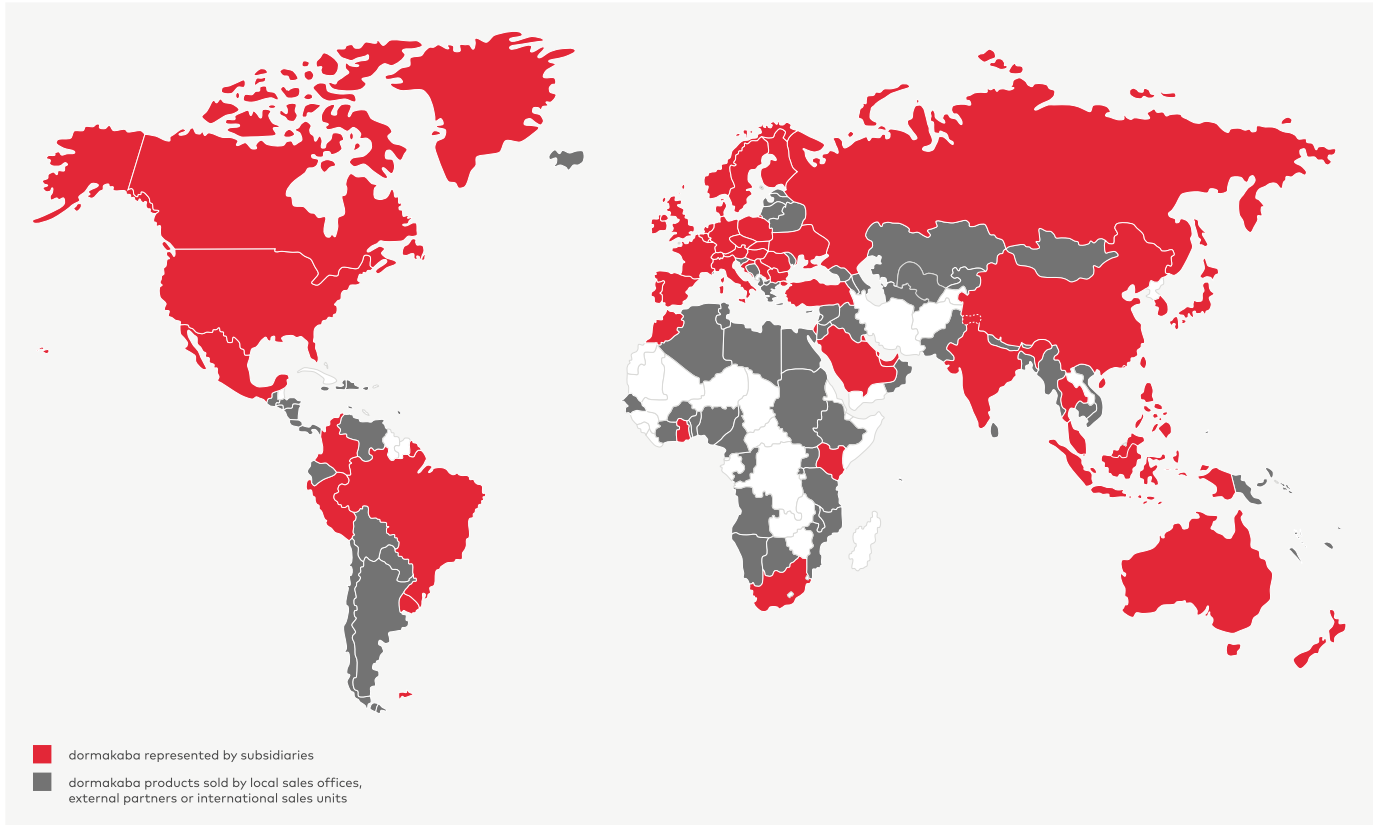 dormakaba represented by subsidiaries
dormakaba products sold by local sales offices,
external partners or international sales units